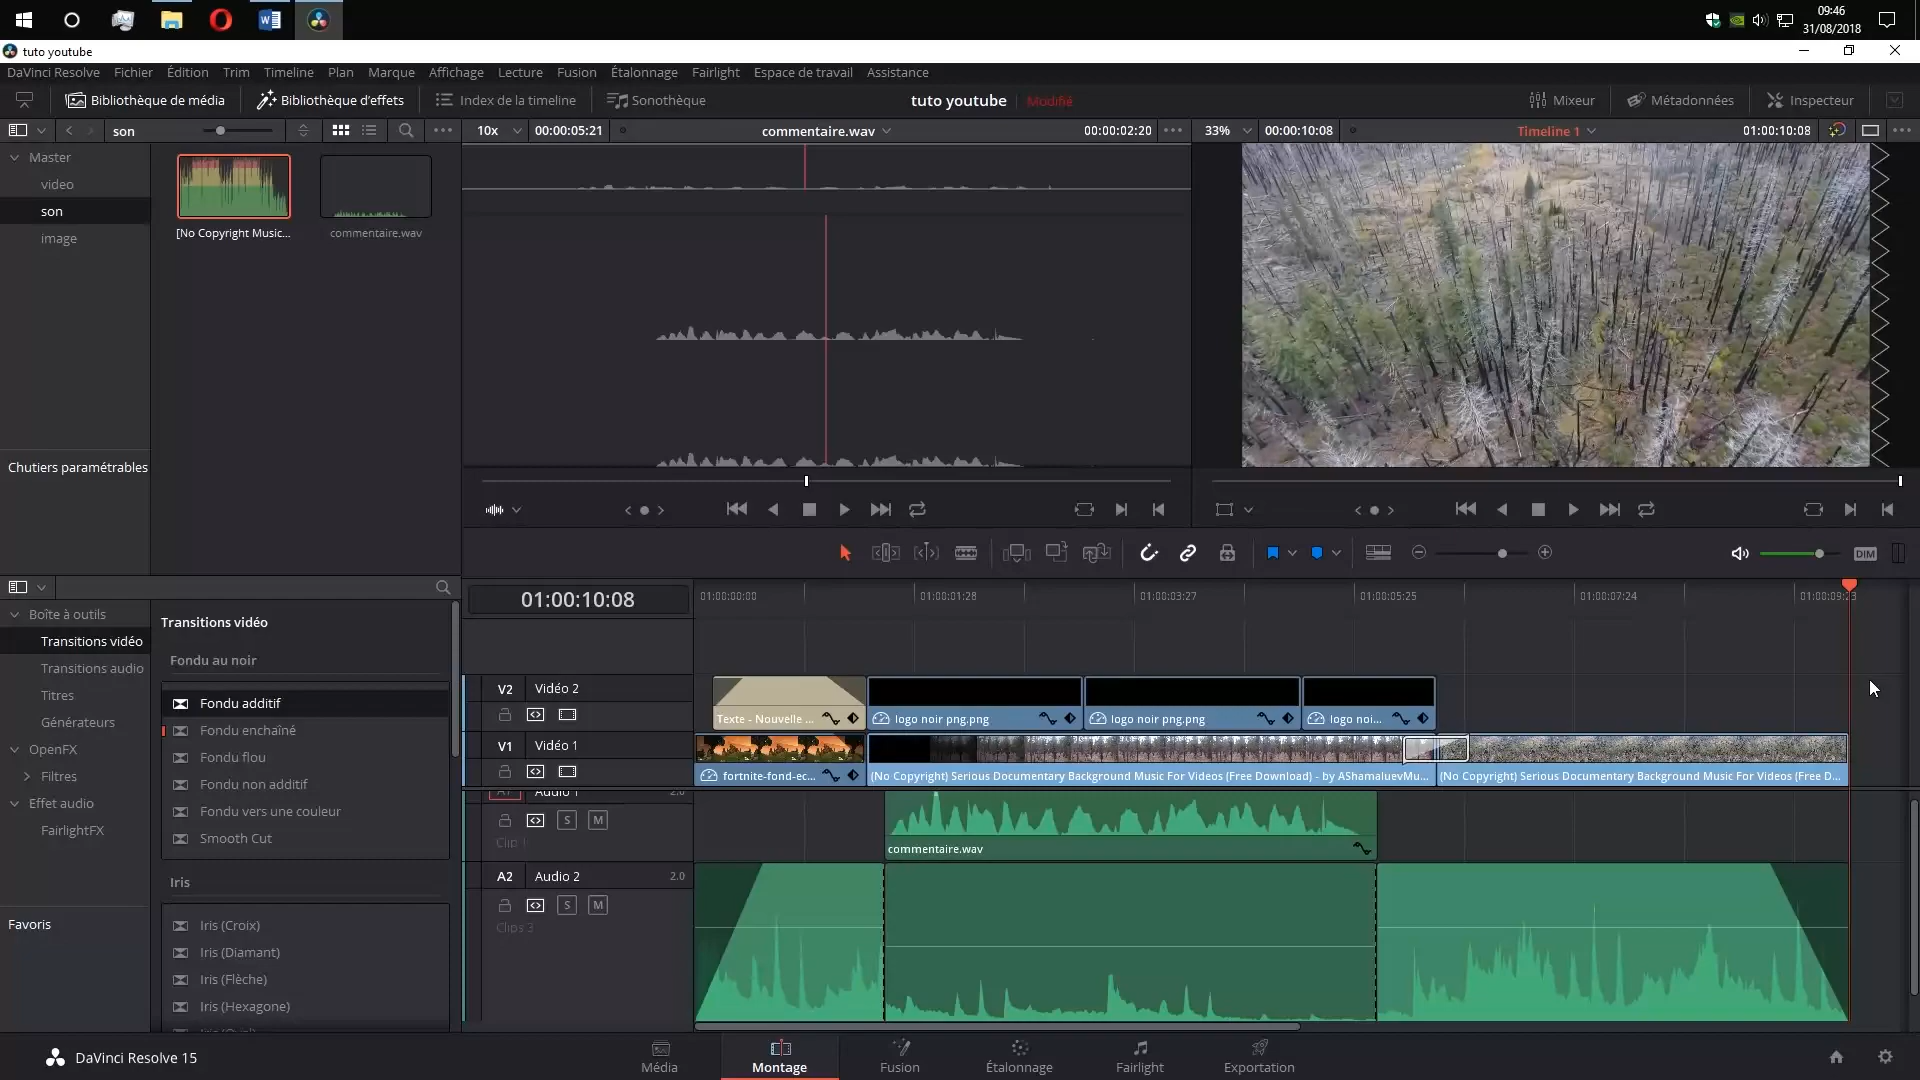 09:46
31/08/2018
tuto youtube
DaVinci Resolve Fichier Édition Trim Timeline Plan Marque Affichage Lecture Fusion Étalonnage Fairlight Espace de travail Assistance
Bibliothèque de média Bibliothèque d'effets Index de la timeline Sonothèque tuto youtube Modifié Mixeur Métadonnées Inspecteur
son 10x 00:00:05:21 commentaire.wav 00:00:02:20 33% 00:00:10:08 Timeline 1 01:00:10:08
Master
video
son
image
[No Copyright Music... commentaire.wav
Chutiers paramétrables
DIM
Boîte à outils
Transitions vidéo
Transitions audio
Titres
Générateurs
OpenFX
Filtres
Effet audio
FairlightFX
Favoris
Transitions vidéo
Fondu au noir
Fondu additif
Fondu enchaîné
Fondu flou
Fondu non additif
Fondu vers une couleur
Smooth Cut
Iris
Iris (Croix)
Iris (Diamant)
Iris (Flèche)
Iris (Hexagone)
01:00:10:08 01:00:00:00 01:00:01:28 01:00:03:27 01:00:05:25 01:00:07:24
V2 Vidéo 2
Texte - Nouvelle ... logo noir png.png logo noir png.png logo noi...
V1 Vidéo 1
fortnite-fond-ec... (No Copyright) Serious Documentary Background Music For Videos (Free Download) - by AShamaluevMu... (No Copyright) Serious Documentary Background Music For Videos (Free D...
A1 Audio 1 2.0
S M
Clip 1
commentaire.wav
A2 Audio 2 2.0
S M
Clips 3
DaVinci Resolve 15
Média Montage Fusion Étalonnage Fairlight Exportation